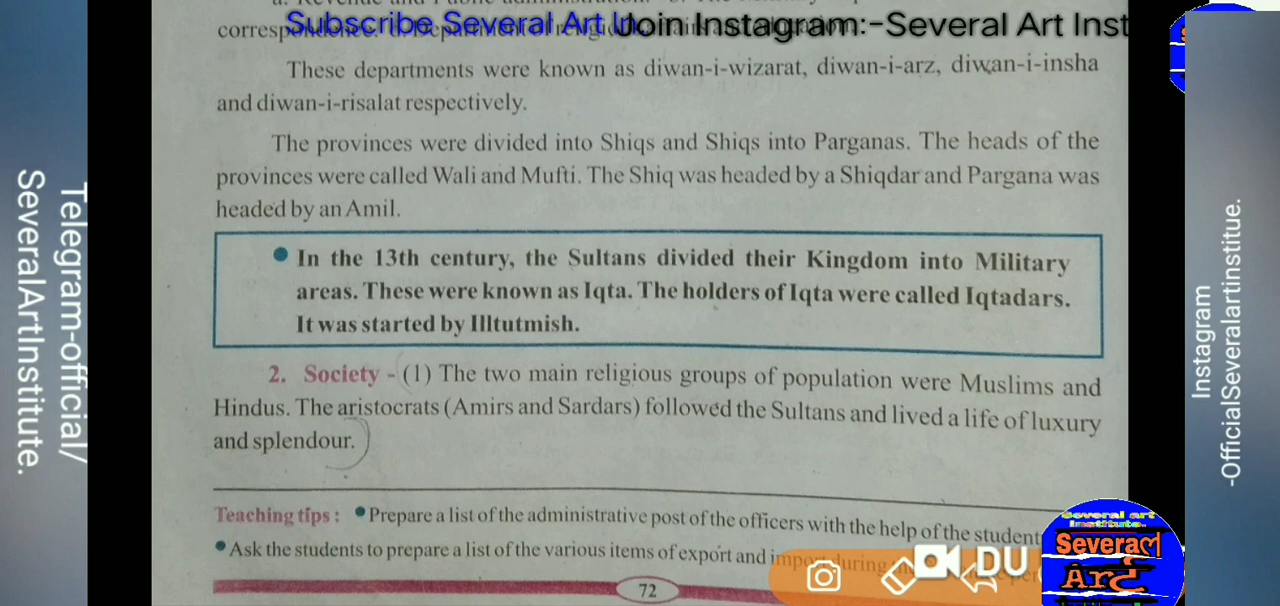 Subscribe Several Art In
Join Instagram:-Several Art Inst
These departments were known as diwan-i-wizarat, diwan-i-arz, diwan-i-insha
and diwan-i-risalat respectively.
The provinces were divided into Shiqs and Shiqs into Parganas. The heads of the
provinces were called Wali and Mufti. The Shiq was headed by a Shiqdar and Pargana was
headed by an Amil.
• In the 13th century, the Sultans divided their Kingdom into Military
areas. These were known as Iqta. The holders of Iqta were called Iqtadars.
It was started by Illtutmish.
2. Society - (1) The two main religious groups of population were Muslims and
Hindus. The aristocrats (Amirs and Sardars) followed the Sultans and lived a life of luxury
and splendour.
Teaching tips : • Prepare a list of the administrative post of the officers with the help of the student
• Ask the students to prepare a list of the various items of export and import during
72
Telegram-official/
SeveralArtInstitute.
Instagram
-OfficialSeveralartinstitue.
DU
Several art
institute.
Several
Art